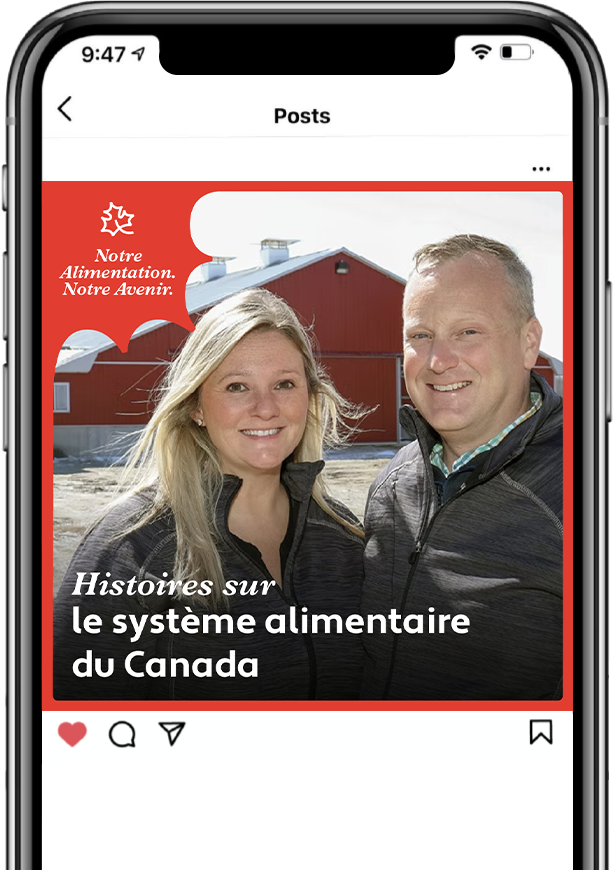 9:47
Posts
Notre
Alimentation.
Notre Avenir.
Histoires sur
le système alimentaire
du Canada